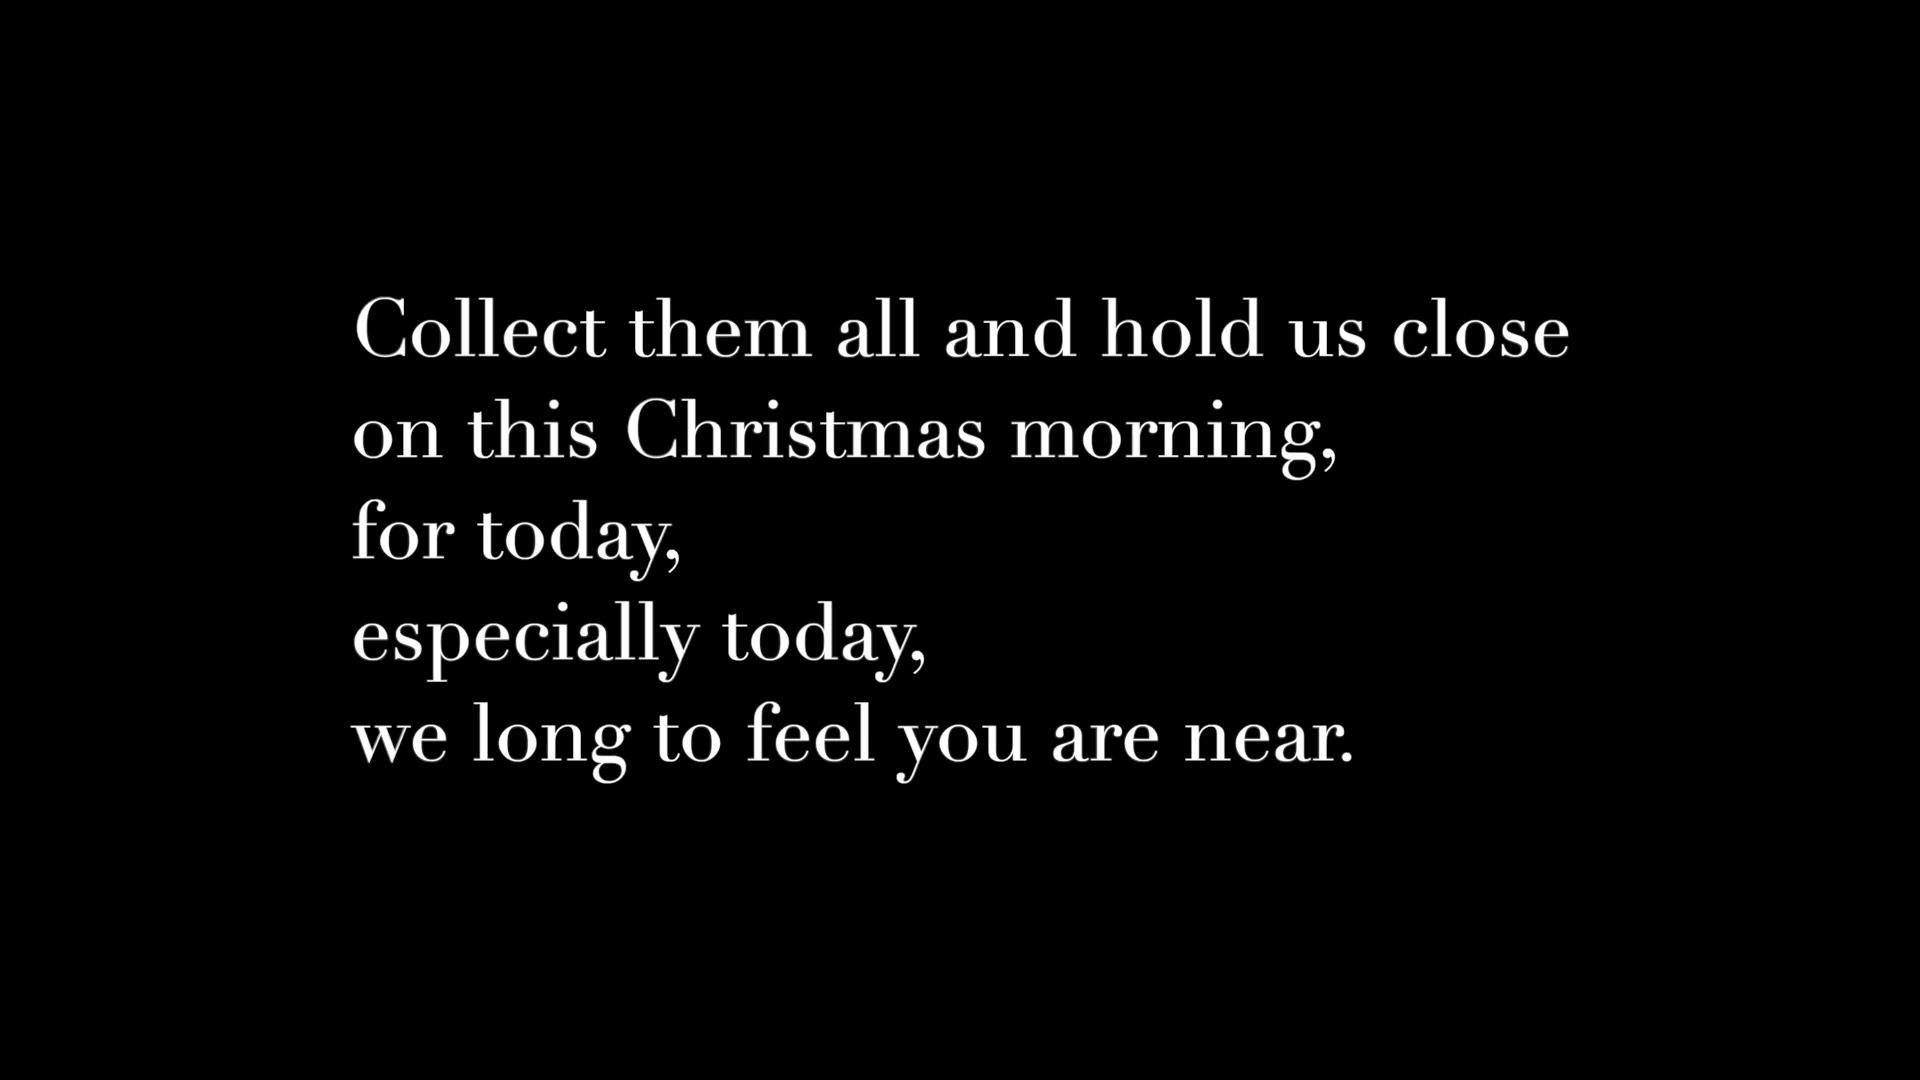 Collect them all and hold us close
on this Christmas morning,
for today,
especially today,
we long to feel you are near.